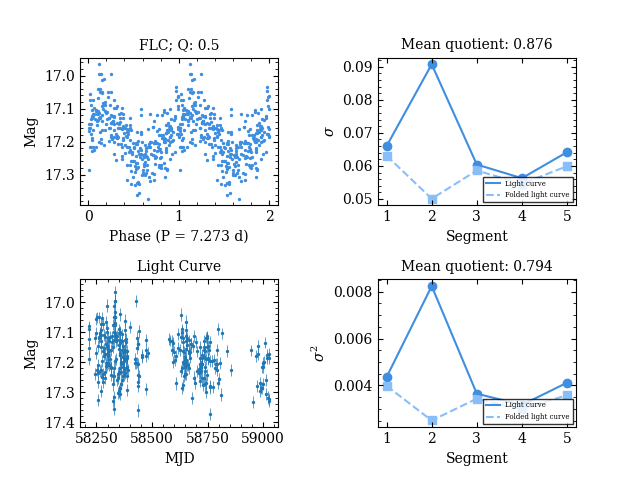 FLC; Q: 0.5
17.0
17.1
17.2
17.3
Mag
0
1
2
Phase (P = 7.273 d)
Mean quotient: 0.876
0.09
0.08
0.07
0.06
0.05
σ
Light curve
Folded light curve
1
2
3
4
5
Segment
Light Curve
17.0
17.1
17.2
17.3
17.4
Mag
58250
58500
58750
59000
MJD
Mean quotient: 0.794
0.008
0.006
0.004
σ²
Light curve
Folded light curve
1
2
3
4
5
Segment